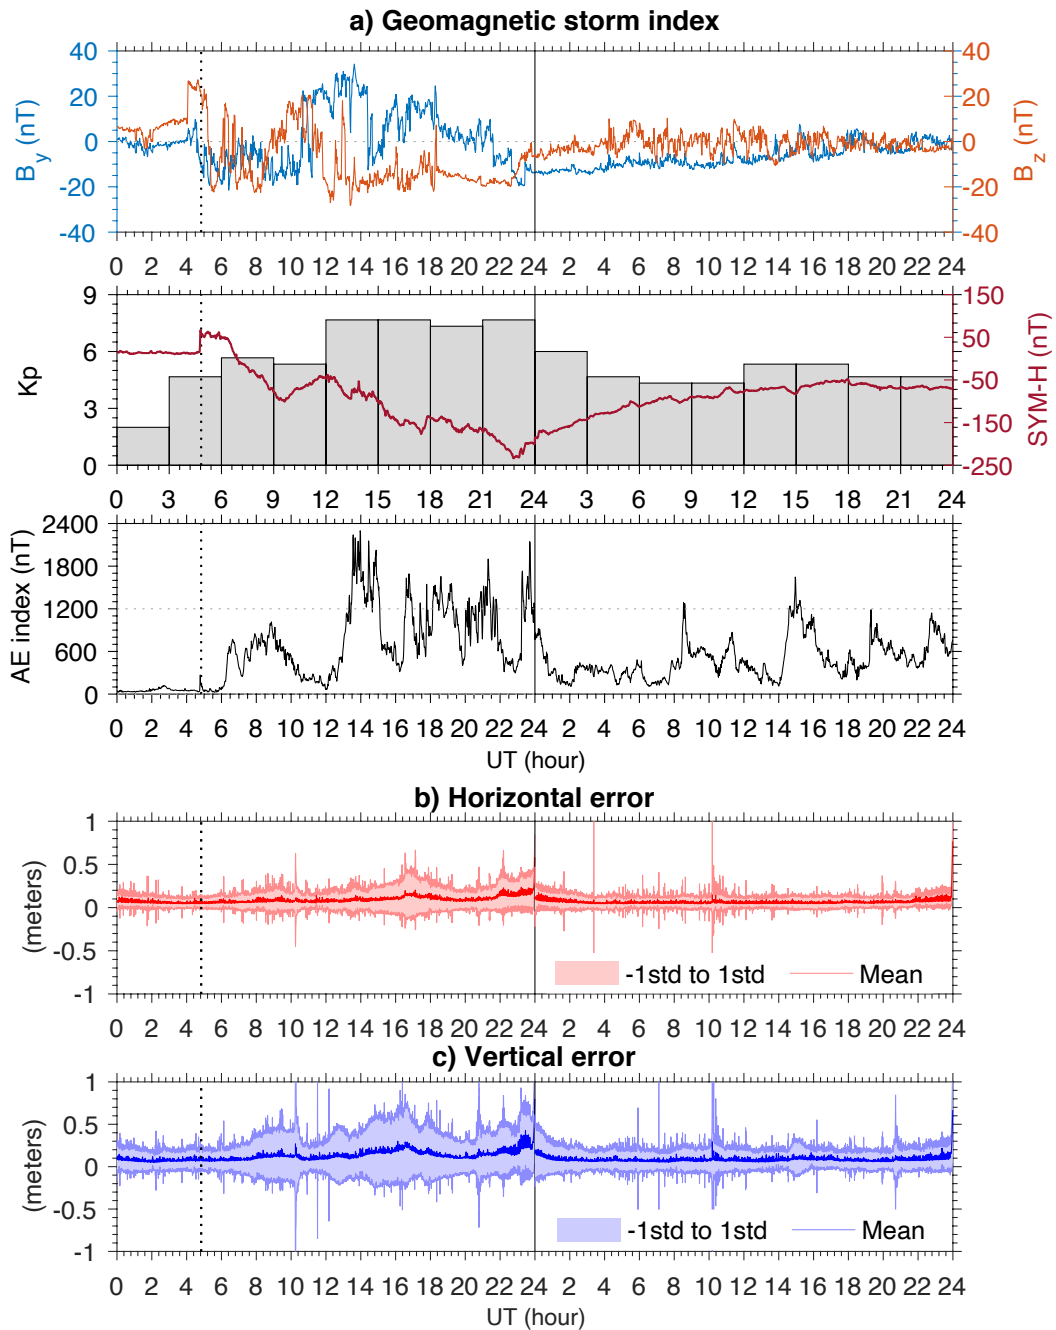 a) Geomagnetic storm index
40 40
20 20
0 0
-20 -20
-40 -40
B_y (nT)
B_z (nT)
0 2 4 6 8 10 12 14 16 18 20 22 24 2 4 6 8 10 12 14 16 18 20 22 24
9 150
6 50
3 -50
0 -150
-250
Kp
SYM-H (nT)
0 3 6 9 12 15 18 21 24 3 6 9 12 15 18 21 24
2400
1800
1200
600
0
AE index (nT)
0 2 4 6 8 10 12 14 16 18 20 22 24 2 4 6 8 10 12 14 16 18 20 22 24
UT (hour)
b) Horizontal error
1
0.5
0
-0.5
-1
(meters)
-1std to 1std Mean
0 2 4 6 8 10 12 14 16 18 20 22 24 2 4 6 8 10 12 14 16 18 20 22 24
c) Vertical error
1
0.5
0
-0.5
-1
(meters)
-1std to 1std Mean
0 2 4 6 8 10 12 14 16 18 20 22 24 2 4 6 8 10 12 14 16 18 20 22 24
UT (hour)